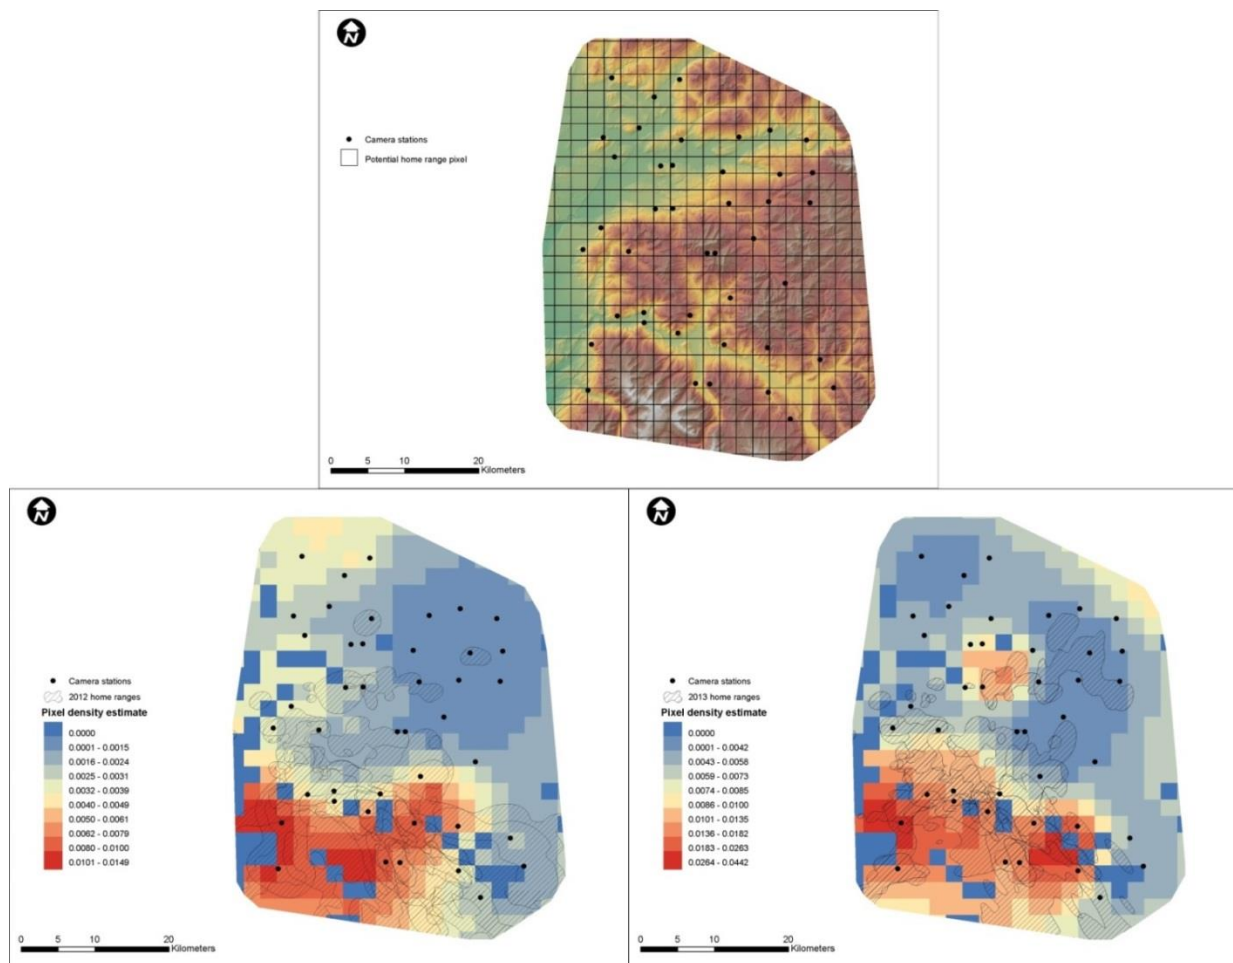 N
Camera stations
Potential home range pixel
0 5 10 20
Kilometers
N
Camera stations
2012 home ranges
Pixel density estimate
0.0000
0.0001 - 0.0015
0.0016 - 0.0024
0.0025 - 0.0031
0.0032 - 0.0039
0.0040 - 0.0049
0.0050 - 0.0061
0.0062 - 0.0079
0.0080 - 0.0100
0.0101 - 0.0149
0 5 10 20
Kilometers
N
Camera stations
2013 home ranges
Pixel density estimate
0.0000
0.0001 - 0.0042
0.0043 - 0.0058
0.0059 - 0.0073
0.0074 - 0.0085
0.0086 - 0.0100
0.0101 - 0.0135
0.0136 - 0.0182
0.0183 - 0.0263
0.0264 - 0.0442
0 5 10 20
Kilometers